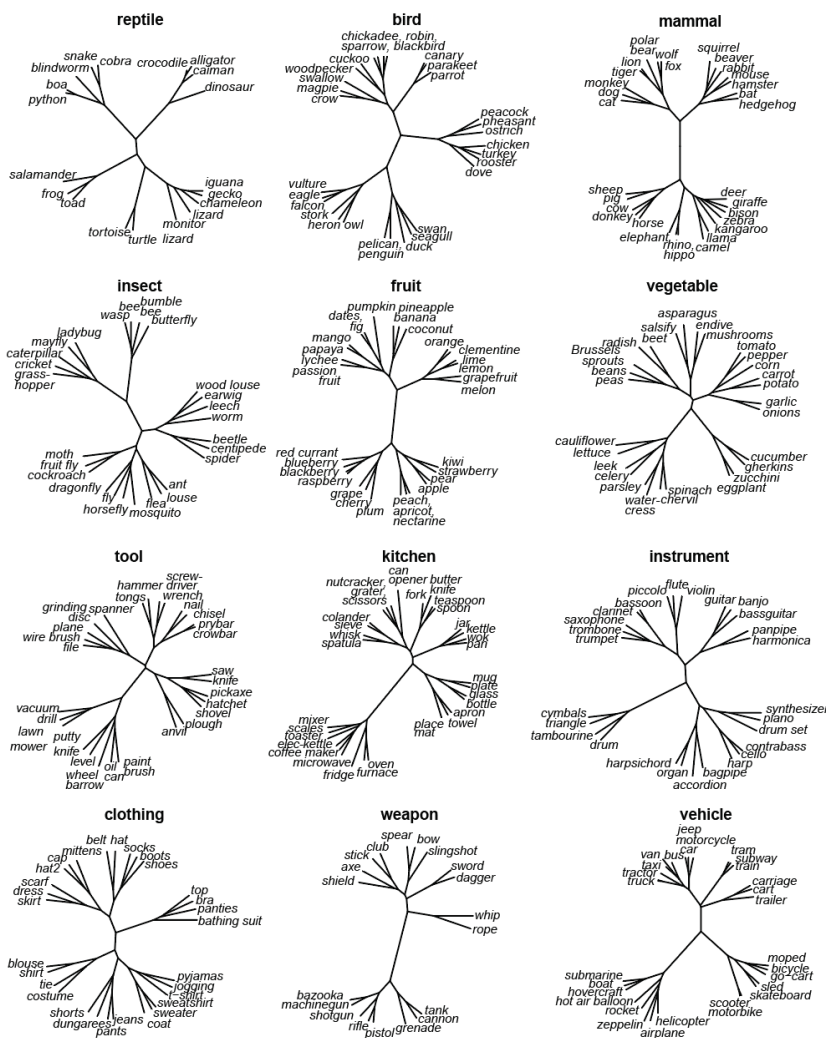 reptile
snake
cobra
crocodile
alligator
blindworm
caiman
boa
dinosaur
python
salamander
iguana
frog
gecko
toad
chameleon
lizard
monitor
lizard
tortoise
turtle
bird
chickadee, robin,
sparrow, blackbird
cuckoo
canary
woodpecker
parakeet
swallow
parrot
magpie
crow
peacock
pheasant
ostrich
chicken
turkey
rooster
dove
vulture
eagle
falcon
stork
heron
owl
swan
seagull
duck
pelican,
penguin
mammal
polar
bear
wolf
fox
squirrel
lion
beaver
tiger
rabbit
monkey
mouse
dog
hamster
cat
bat
hedgehog
sheep
deer
pig
giraffe
cow
bison
donkey
zebra
horse
kangaroo
elephant
llama
rhino,
hippo
camel
insect
bumble
bee
bee
wasp
butterfly
ladybug
mayfly
caterpillar
cricket
grass-
hopper
wood louse
earwig
leech
worm
beetle
centipede
spider
moth
fruit fly
cockroach
dragonfly
fly
horsefly
ant
louse
flea
mosquito
fruit
pumpkin
pineapple
dates,
fig
banana
coconut
mango
orange
papaya
clementine
lychee
lime
passion
fruit
lemon
grapefruit
melon
red currant
blueberry
blackberry
raspberry
grape
cherry
plum
kiwi
strawberry
pear
apple
peach,
apricot,
nectarine
vegetable
asparagus
salsify
endive
radish
beet
mushrooms
Brussels
sprouts
tomato
pepper
beans
corn
peas
carrot
potato
garlic
onions
cauliflower
lettuce
leek
celery
parsley
water-
cress
chervil
spinach
cucumber
gherkins
zucchini
eggplant
tool
hammer
screw-
driver
tongs
wrench
grinding
disc
spanner
nail
plane
chisel
wire brush
prybar
file
crowbar
saw
knife
pickaxe
hatchet
shovel
plough
anvil
vacuum
drill
lawn
mower
putty
knife
level
wheel
barrow
oil
can
paint
brush
kitchen
can
opener
butter
knife
nutcracker,
grater,
scissors
fork
teaspoon
spoon
colander
jar
sieve
kettle
whisk
wok
spatula
pan
mug
plate
glass
bottle
apron
towel
place
mat
mixer
scales
toaster
elec-kettle
coffee maker
microwave
fridge
oven
furnace
instrument
flute
piccolo
violin
bassoon
guitar
banjo
clarinet
bassguitar
saxophone
trombone
panpipe
trumpet
harmonica
cymbals
synthesizer
triangle
piano
tambourine
drum set
drum
contrabass
cello
harpsichord
harp
organ
bagpipe
accordion
clothing
belt
hat
mittens
socks
cap
boots
hat2
shoes
scarf
dress
skirt
top
bra
panties
bathing suit
blouse
shirt
tie
costume
pyjamas
jogging
t-shirt
sweatshirt
sweater
coat
shorts
jeans
dungarees
pants
weapon
spear
bow
club
slingshot
stick
axe
sword
shield
dagger
whip
rope
bazooka
machinegun
shotgun
rifle
pistol
tank
cannon
grenade
vehicle
jeep
motorcycle
car
van
bus
tram
taxi
subway
tractor
train
truck
carriage
cart
trailer
submarine
boat
hovercraft
hot air balloon
rocket
zeppelin
helicopter
airplane
moped
bicycle
go-cart
sled
skateboard
scooter
motorbike